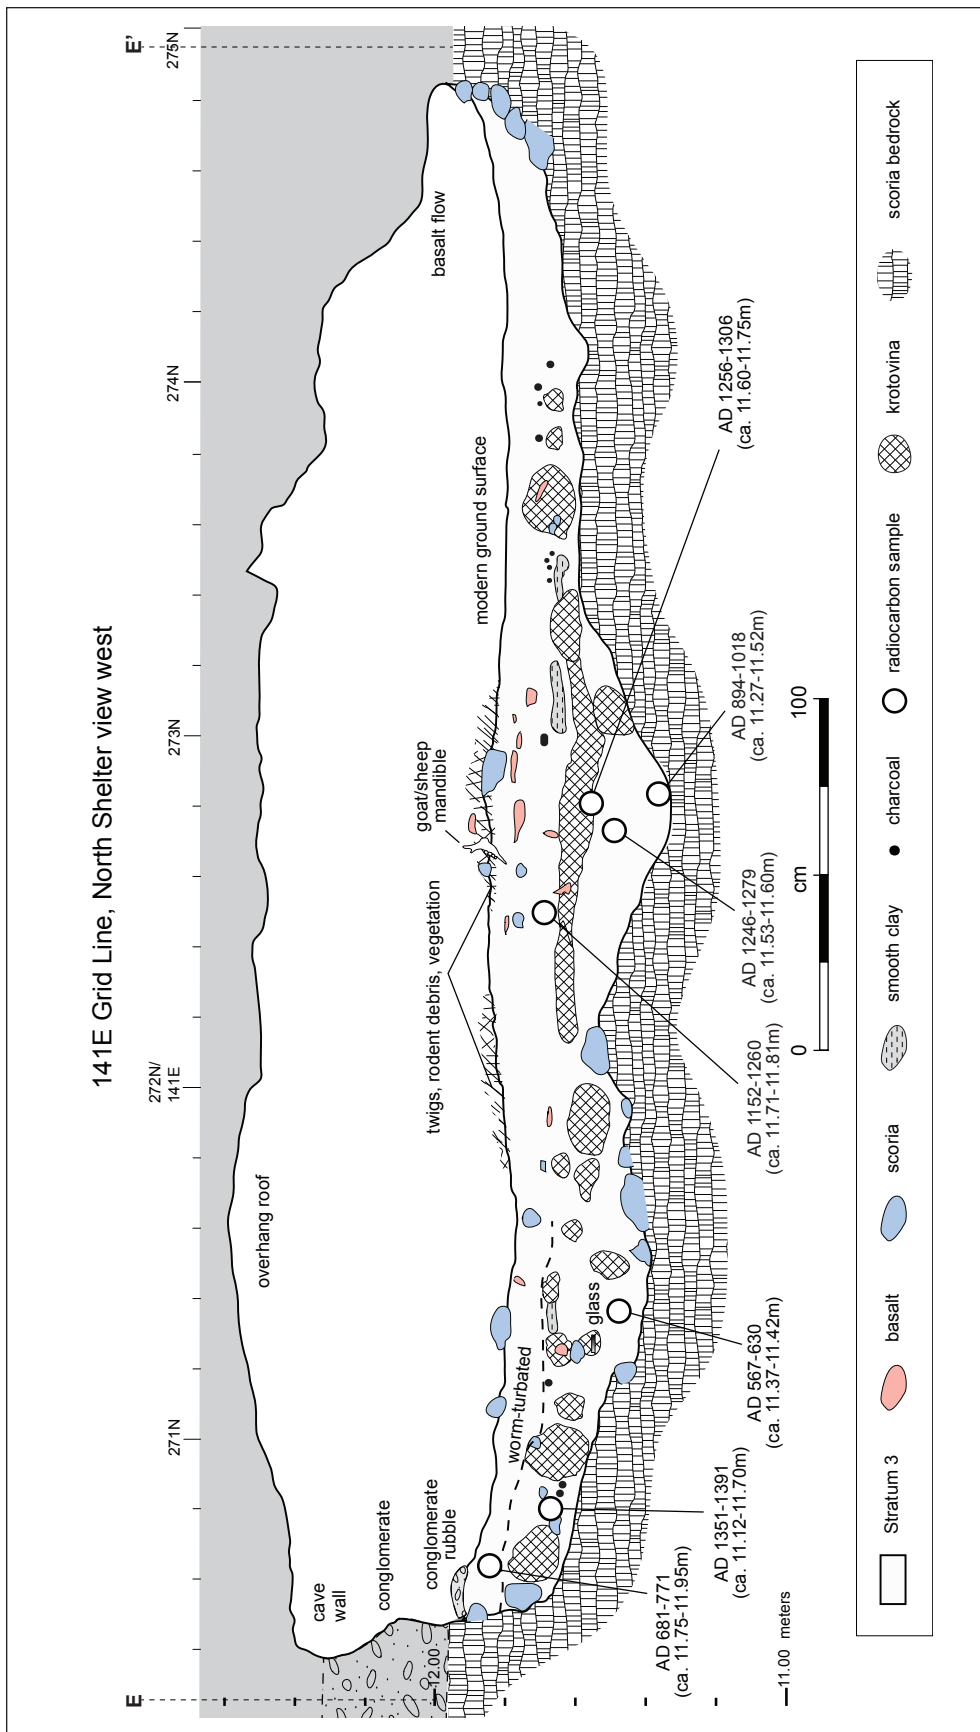 141E Grid Line, North Shelter view west
E
E'
271N
272N/
141E
273N
274N
275N
overhang roof
cave
wall
conglomerate
conglomerate
rubble
twigs, rodent debris, vegetation
goat/sheep
mandible
modern ground surface
basalt flow
12.00
worm-turbated
glass
11.00 meters
AD 681-771
(ca. 11.75-11.95m)
AD 1351-1391
(ca. 11.12-11.70m)
AD 567-630
(ca. 11.37-11.42m)
AD 1152-1260
(ca. 11.71-11.81m)
AD 1246-1279
(ca. 11.53-11.60m)
AD 894-1018
(ca. 11.27-11.52m)
AD 1256-1306
(ca. 11.60-11.75m)
0
cm
100
Stratum 3
basalt
scoria
smooth clay
charcoal
radiocarbon sample
krotovina
scoria bedrock